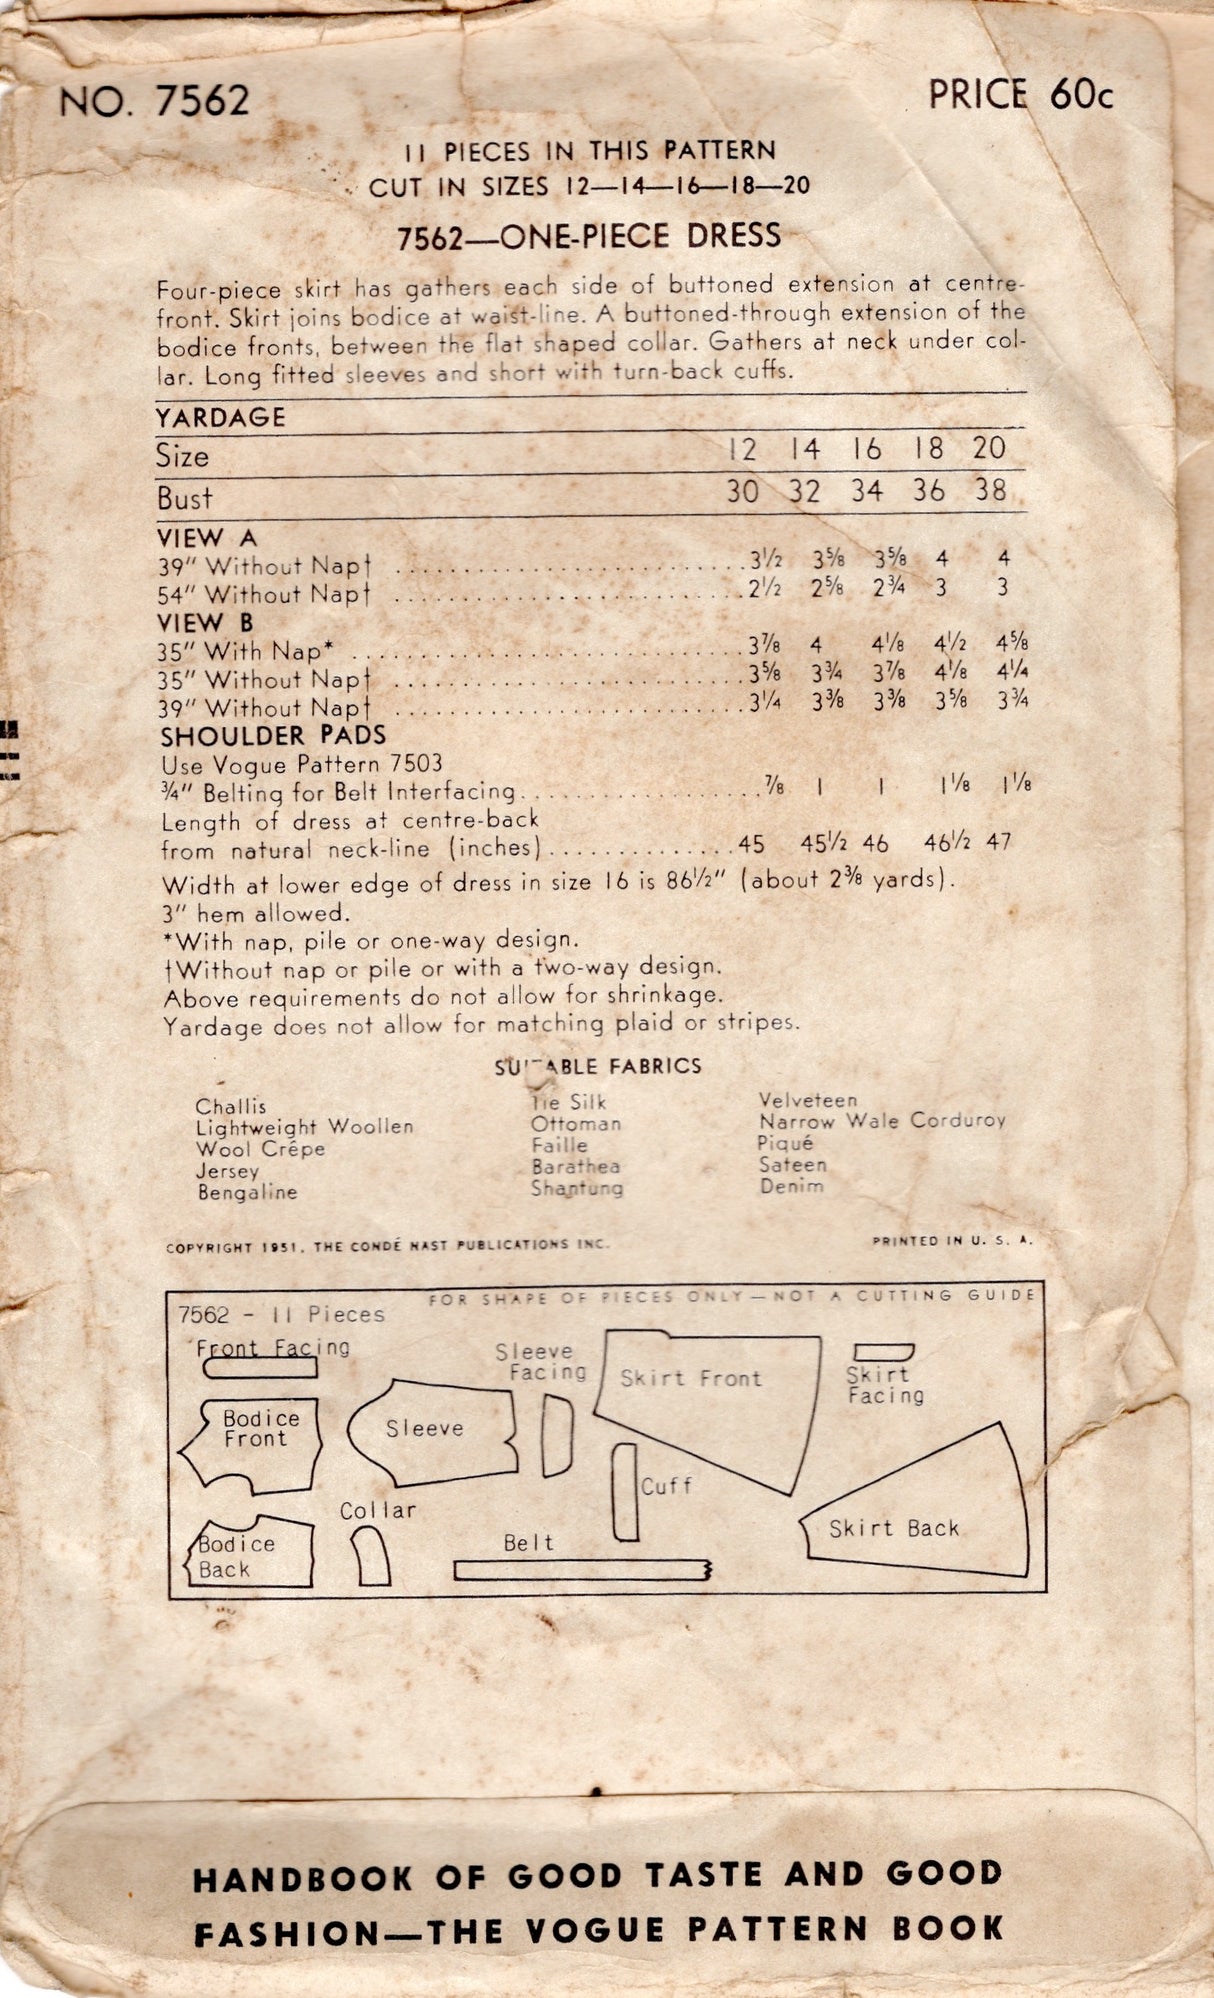 NO. 7562
PRICE 60c
11 PIECES IN THIS PATTERN
CUT IN SIZES 12—14—16—18—20
7562—ONE-PIECE DRESS
Four-piece skirt has gathers each side of buttoned extension at centre-
front. Skirt joins bodice at waist-line. A buttoned-through extension of the
bodice fronts, between the flat shaped collar. Gathers at neck under col-
lar. Long fitted sleeves and short with turn-back cuffs.
YARDAGE
Size 12 14 16 18 20
Bust 30 32 34 36 38
VIEW A
39" Without Nap† 3½ 3⅝ 3⅝ 4 4
54" Without Nap† 2½ 2⅝ 2¾ 3 3
VIEW B
35" With Nap* 3⅞ 4 4⅛ 4½ 4⅝
35" Without Nap† 3⅝ 3¾ 3⅞ 4⅛ 4¼
39" Without Nap† 3¼ 3⅜ 3⅜ 3⅝ 3¾
SHOULDER PADS
Use Vogue Pattern 7503
¾" Belting for Belt Interfacing ⅞ 1 1 1⅛ 1⅛
Length of dress at centre-back
from natural neck-line (inches) 45 45½ 46 46½ 47
Width at lower edge of dress in size 16 is 86½" (about 2⅜ yards).
3" hem allowed.
*With nap, pile or one-way design.
†Without nap or pile or with a two-way design.
Above requirements do not allow for shrinkage.
Yardage does not allow for matching plaid or stripes.
SUITABLE FABRICS
Challis
Lightweight Woollen
Wool Crêpe
Jersey
Bengaline
Tie Silk
Ottoman
Faille
Barathea
Shantung
Velveteen
Narrow Wale Corduroy
Piqué
Sateen
Denim
COPYRIGHT 1951, THE CONDÉ NAST PUBLICATIONS INC.
PRINTED IN U. S. A.
FOR SHAPE OF PIECES ONLY—NOT A CUTTING GUIDE
7562 - 11 Pieces
Front Facing
Sleeve
Facing
Skirt Front
Skirt
Facing
Bodice
Front
Sleeve
Cuff
Collar
Skirt Back
Bodice
Back
Belt
HANDBOOK OF GOOD TASTE AND GOOD
FASHION—THE VOGUE PATTERN BOOK